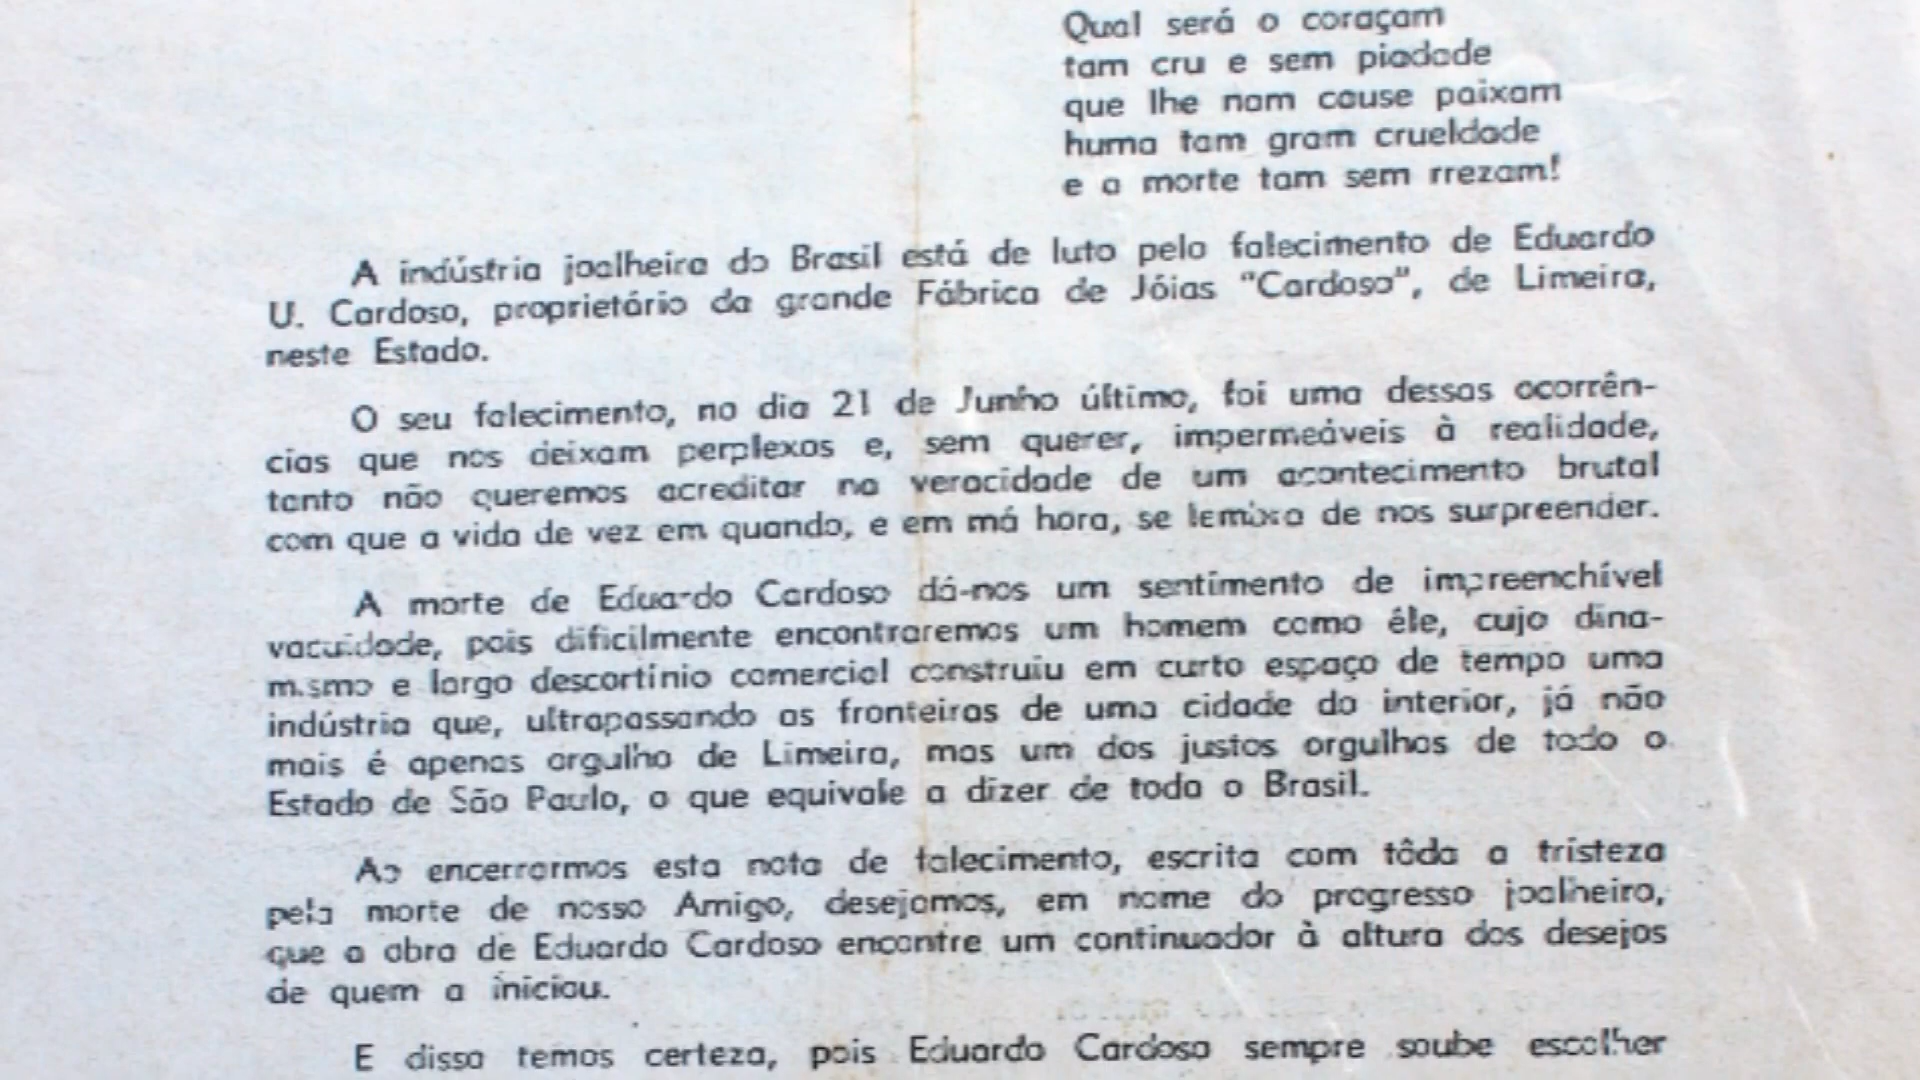 Qual será o coraçam
tam cru e sem piadade
que lhe nam cause paixam
huma tam gram crueldade
e a morte tam sem rrezam!
A indústria joalheira do Brasil está de luto pelo falecimento de Eduardo
U. Cardoso, proprietário da grande Fábrica de Jóias "Cardoso", de Limeira,
neste Estado.
O seu falecimento, no dia 21 de Junho último, foi uma dessas ocorrên-
cias que nos deixam perplexos e, sem querer, impermeáveis à realidade,
tanto não queremos acreditar na veracidade de um acontecimento brutal
com que a vida de vez em quando, e em má hora, se lembra de nos surpreender.
A morte de Eduardo Cardoso dá-nos um sentimento de impreenchível
vacuidade, pois dificilmente encontraremos um homem como êle, cujo dina-
mismo e largo descortínio comercial construiu em curto espaço de tempo uma
indústria que, ultrapassando as fronteiras de uma cidade do interior, já não
mais é apenas orgulho de Limeira, mas um dos justos orgulhos de todo o
Estado de São Paulo, o que equivale a dizer de todo o Brasil.
Ao encerrarmos esta nota de falecimento, escrita com tôda a tristeza
pela morte de nosso Amigo, desejamos, em nome do progresso joalheiro,
que a obra de Eduardo Cardoso encontre um continuador à altura dos desejos
de quem a iniciou.
E disso temos certeza, pois Eduardo Cardoso sempre soube escolher